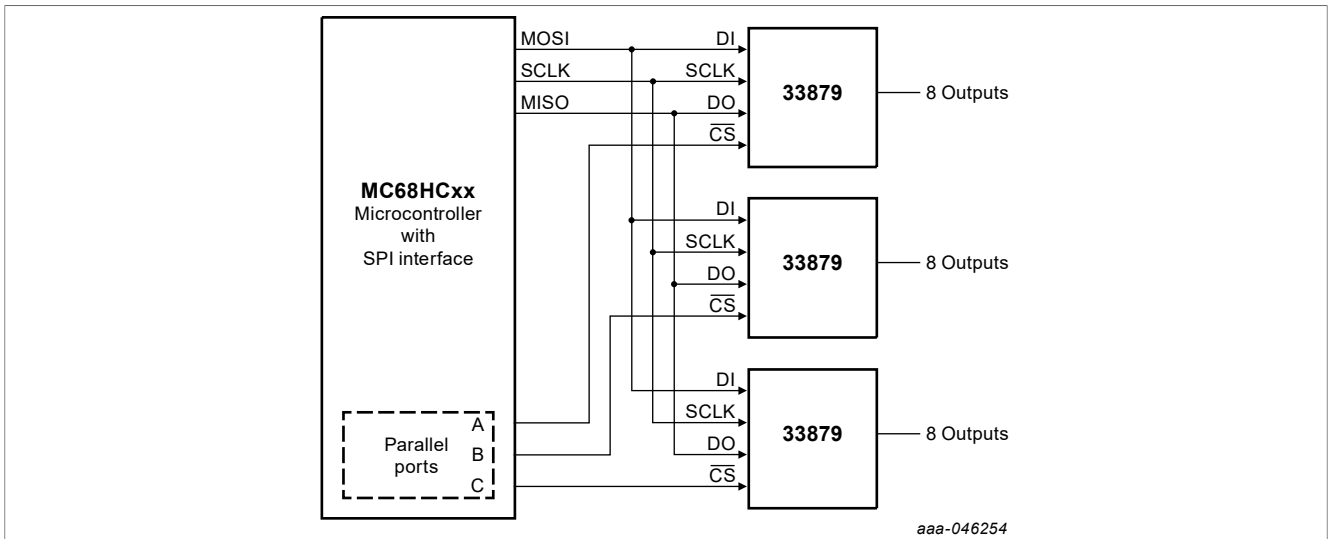 MOSI
SCLK
MISO
MC68HCxx
Microcontroller
with
SPI interface
Parallel
ports
A
B
C
DI
SCLK
DO
CS
33879
8 Outputs
DI
SCLK
DO
CS
33879
8 Outputs
DI
SCLK
DO
CS
33879
8 Outputs
aaa-046254